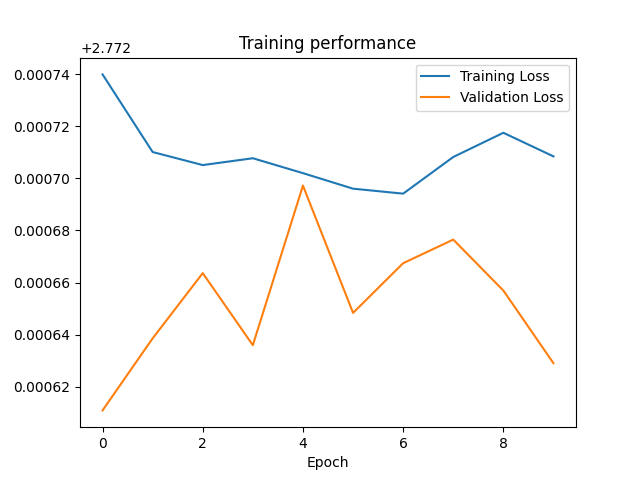 Training performance
+2.772
0.00074
0.00072
0.00070
0.00068
0.00066
0.00064
0.00062
Training Loss
Validation Loss
0 2 4 6 8
Epoch